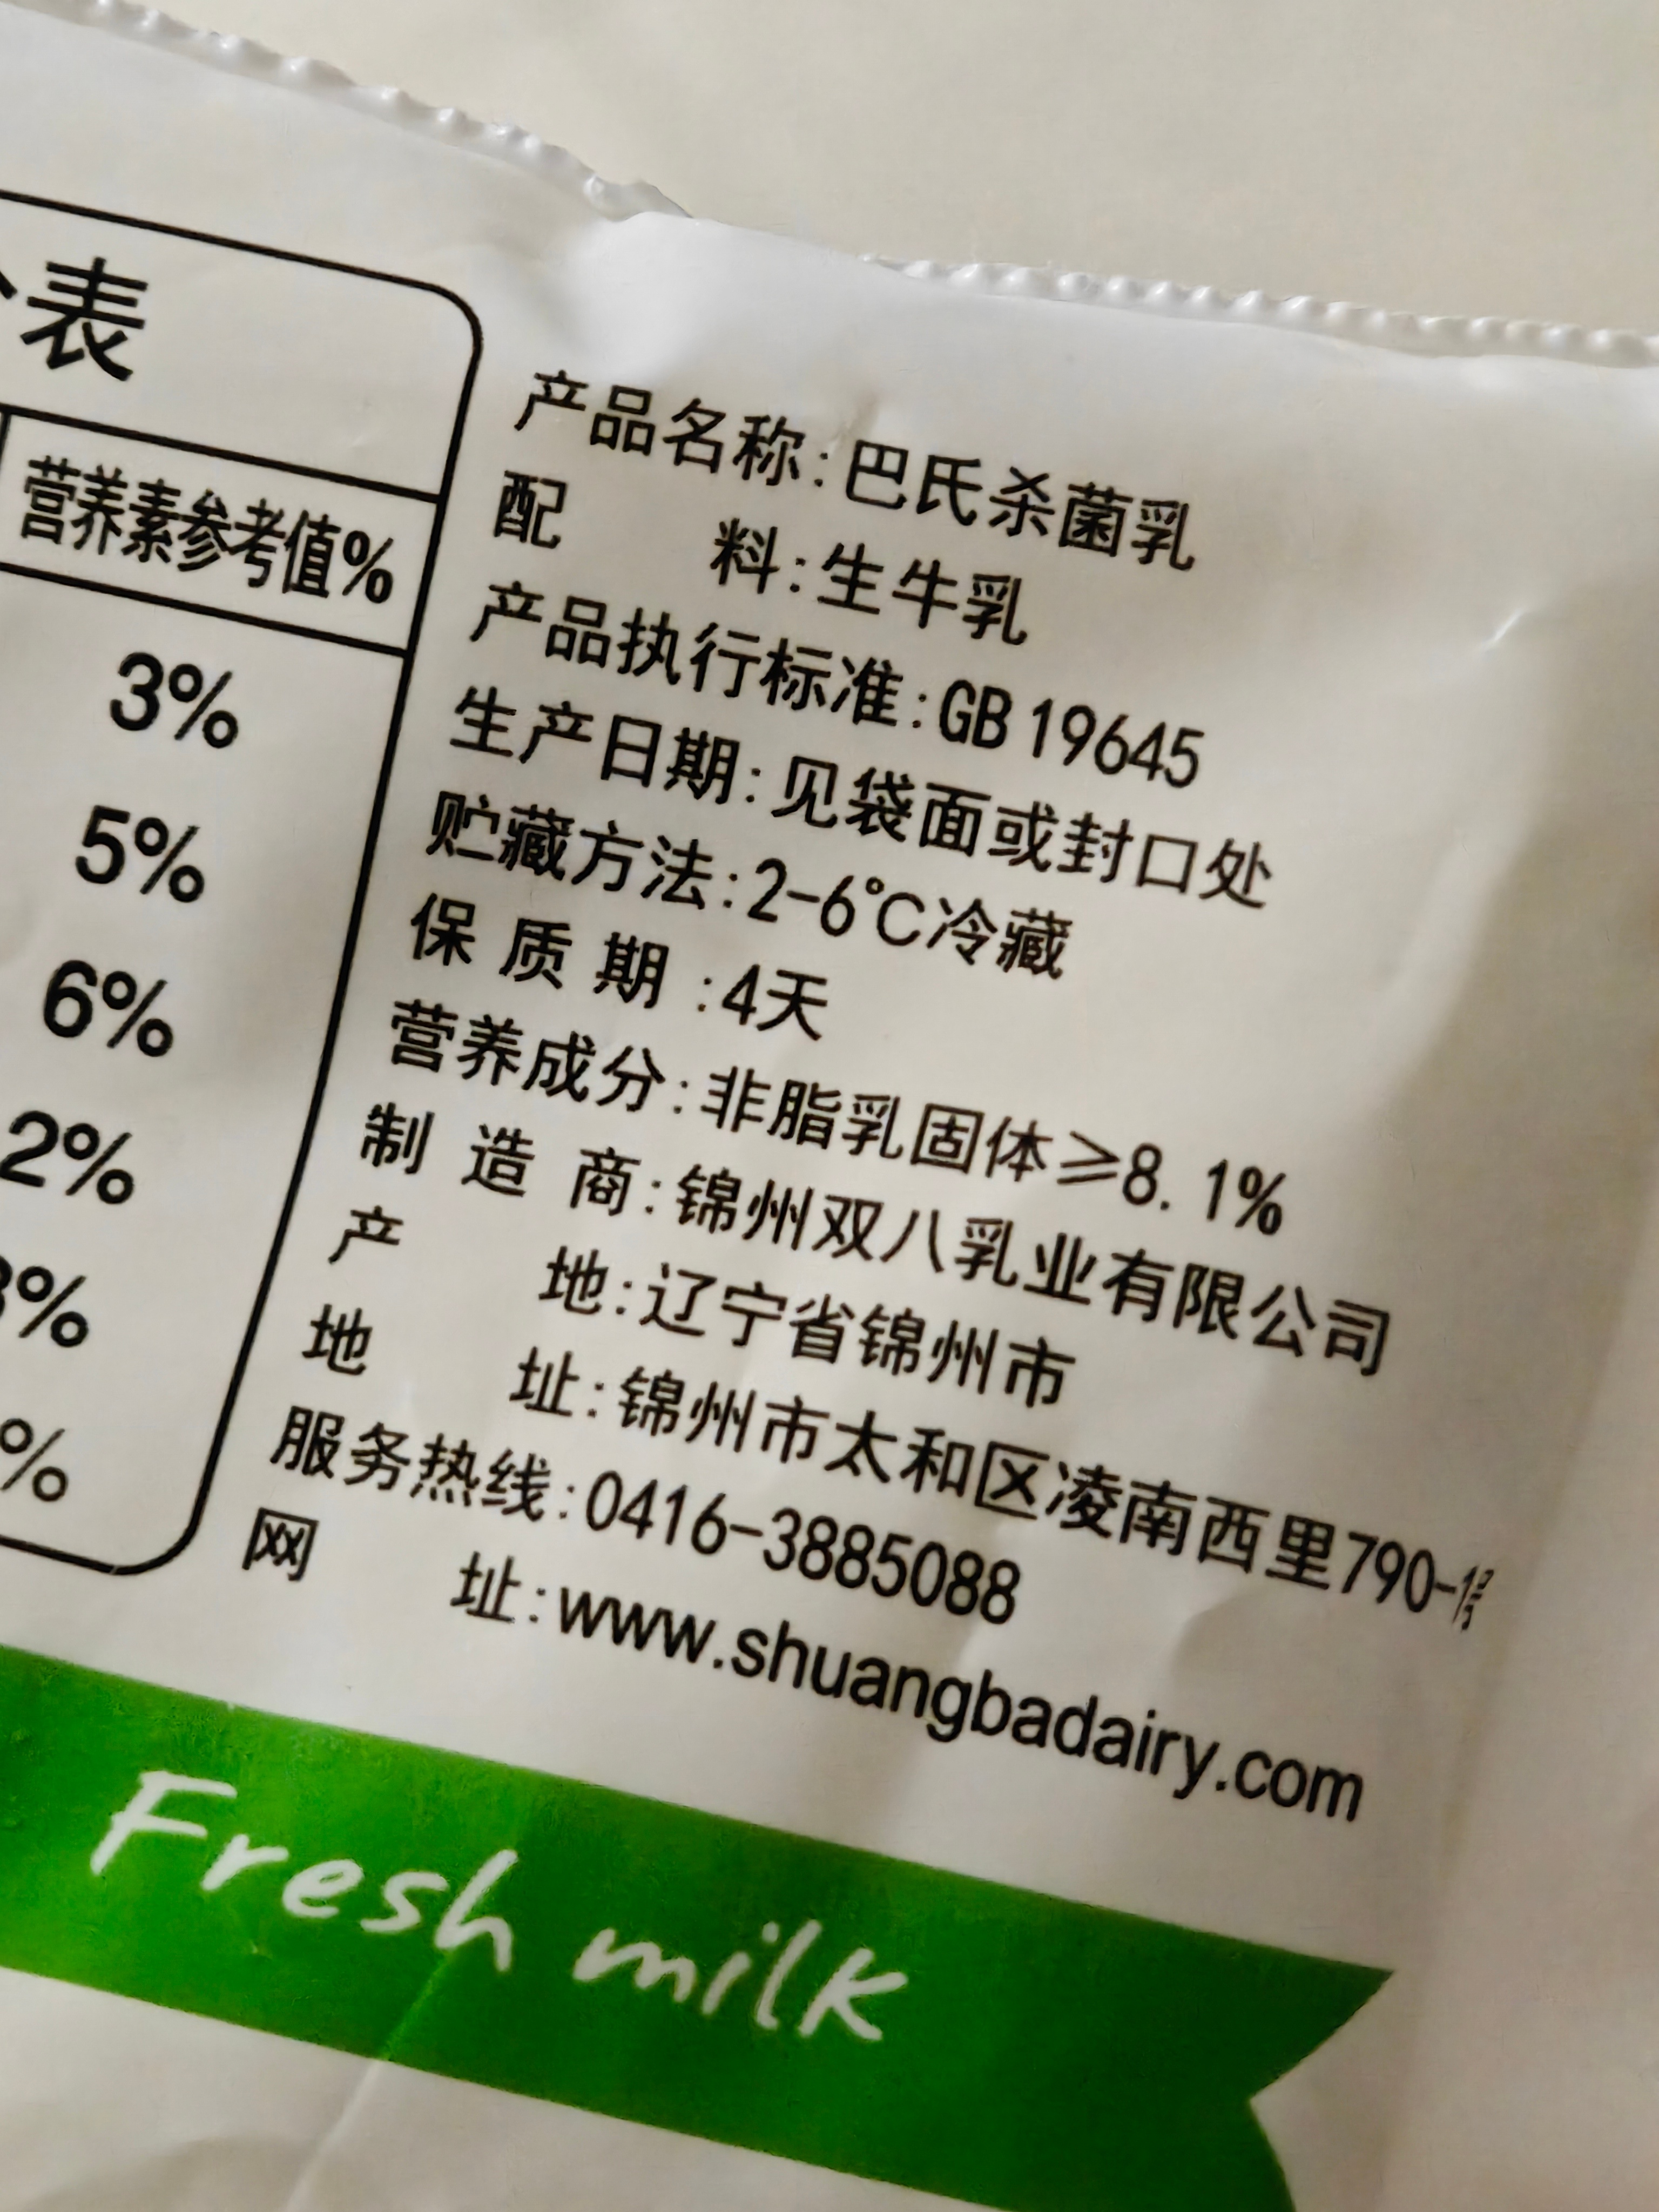 表
营养素参考值%
3%
5%
6%
2%
%
%
产品名称:巴氏杀菌乳
配料:生牛乳
产品执行标准:GB 19645
生产日期:见袋面或封口处
贮藏方法:2-6℃冷藏
保质期:4天
营养成分:非脂乳固体≥8.1%
制造商:锦州双八乳业有限公司
产地:辽宁省锦州市
地址:锦州市太和区凌南西里790-
服务热线:0416-3885088
网址:www.shuangbadairy.com
Fresh milk